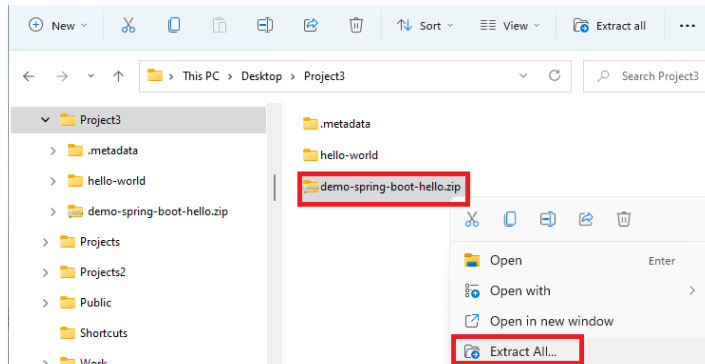 New Sort View Extract all ...
This PC > Desktop > Project3 Search Project3
Project3
.metadata
hello-world
demo-spring-boot-hello.zip
Projects
Projects2
Public
Shortcuts
Work
.metadata
hello-world
demo-spring-boot-hello.zip
Open Enter
Open with
Open in new window
Extract All...